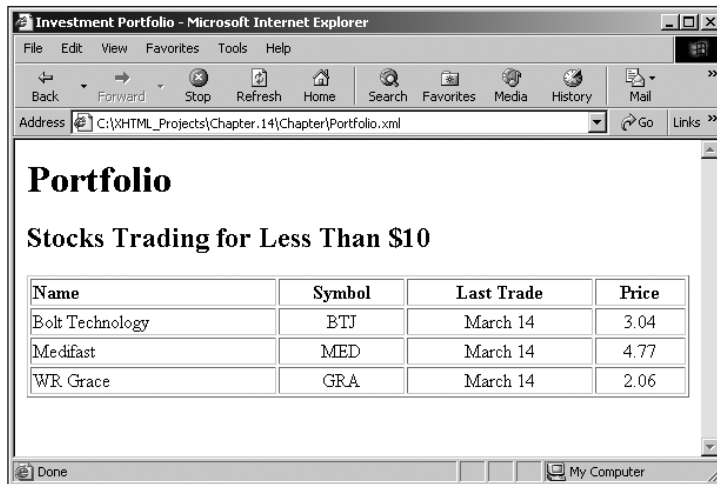 Investment Portfolio - Microsoft Internet Explorer
File Edit View Favorites Tools Help
Back Forward Stop Refresh Home Search Favorites Media History Mail »
Address C:\XHTML_Projects\Chapter.14\Chapter\Portfolio.xml Go Links »
Portfolio
Stocks Trading for Less Than $10
Name Symbol Last Trade Price
Bolt Technology BTJ March 14 3.04
Medifast MED March 14 4.77
WR Grace GRA March 14 2.06
Done My Computer